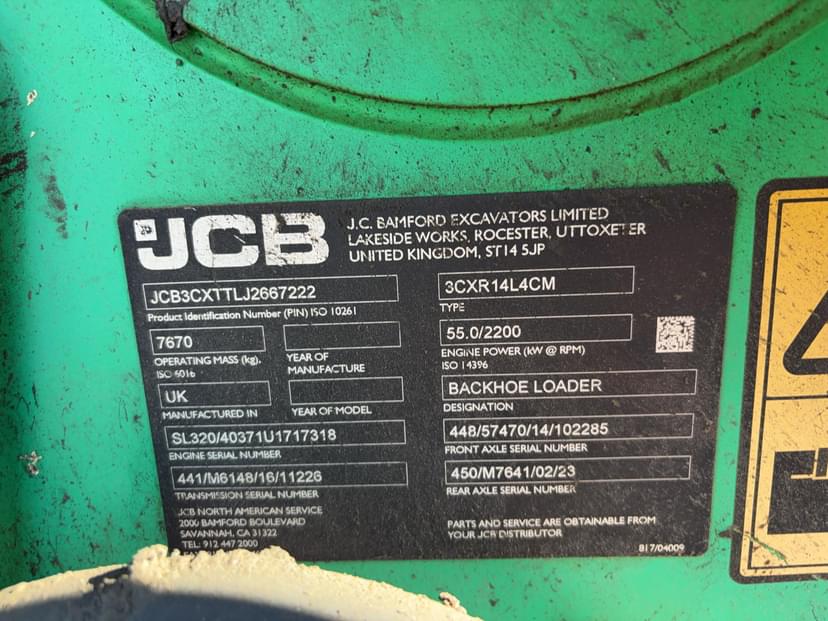 JCB
J.C. BAMFORD EXCAVATORS LIMITED
LAKESIDE WORKS, ROCESTER, UTTOXETER
UNITED KINGDOM, ST14 5JP
JCB3CXTTLJ2667222
Product Identification Number (PIN) ISO 10261
7670
OPERATING MASS (kg).
ISO 6016
YEAR OF
MANUFACTURE
UK
MANUFACTURED IN
YEAR OF MODEL
SL320/40371U1717318
ENGINE SERIAL NUMBER
441/M6148/16/11226
TRANSMISSION SERIAL NUMBER
JCB NORTH AMERICAN SERVICE
2000 BAMFORD BOULEVARD
SAVANNAH, CA 31322
TEL: 912 447 2000
3CXR14L4CM
TYPE
55.0/2200
ENGINE POWER (kW @ RPM)
ISO 14396
BACKHOE LOADER
DESIGNATION
448/57470/14/102285
FRONT AXLE SERIAL NUMBER
450/M7641/02/23
REAR AXLE SERIAL NUMBER
PARTS AND SERVICE ARE OBTAINABLE FROM
YOUR JCB DISTRIBUTOR
817/04009